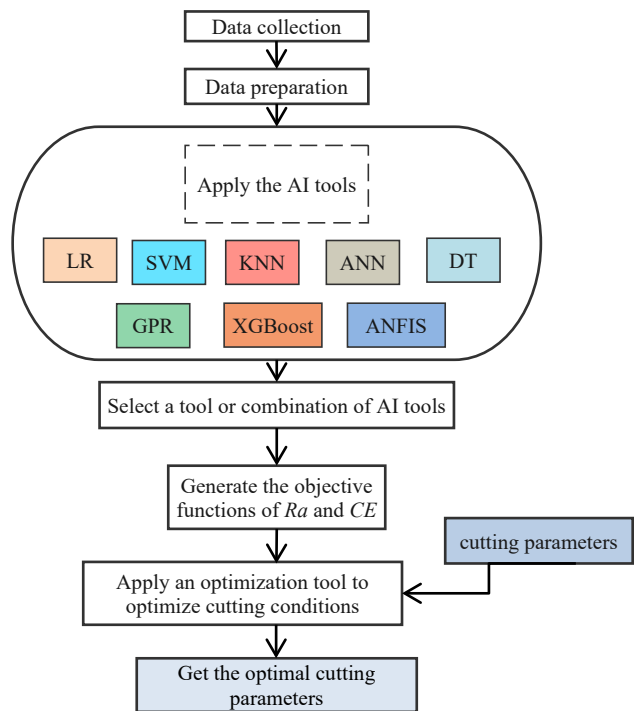 Data collection
Data preparation
Apply the AI tools
LR
SVM
KNN
ANN
DT
GPR
XGBoost
ANFIS
Select a tool or combination of AI tools
Generate the objective
functions of Ra and CE
cutting parameters
Apply an optimization tool to
optimize cutting conditions
Get the optimal cutting
parameters